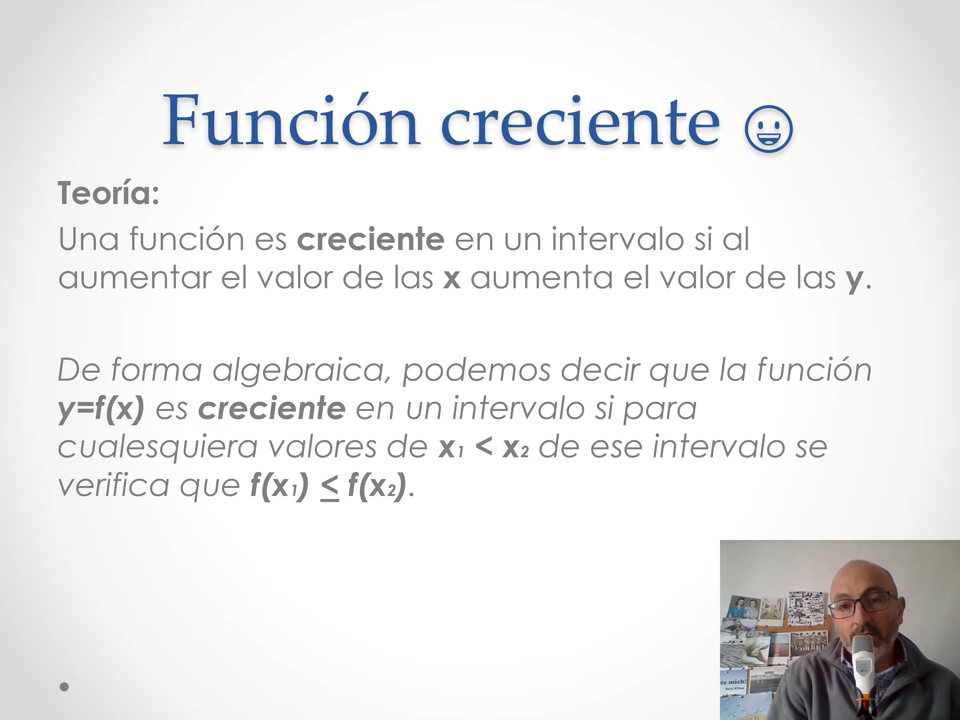 Función creciente 😃
Teoría:
Una función es creciente en un intervalo si al
aumentar el valor de las x aumenta el valor de las y.
De forma algebraica, podemos decir que la función
y=f(x) es creciente en un intervalo si para
cualesquiera valores de x₁ < x₂ de ese intervalo se
verifica que f(x₁) ≤ f(x₂).
te mich!